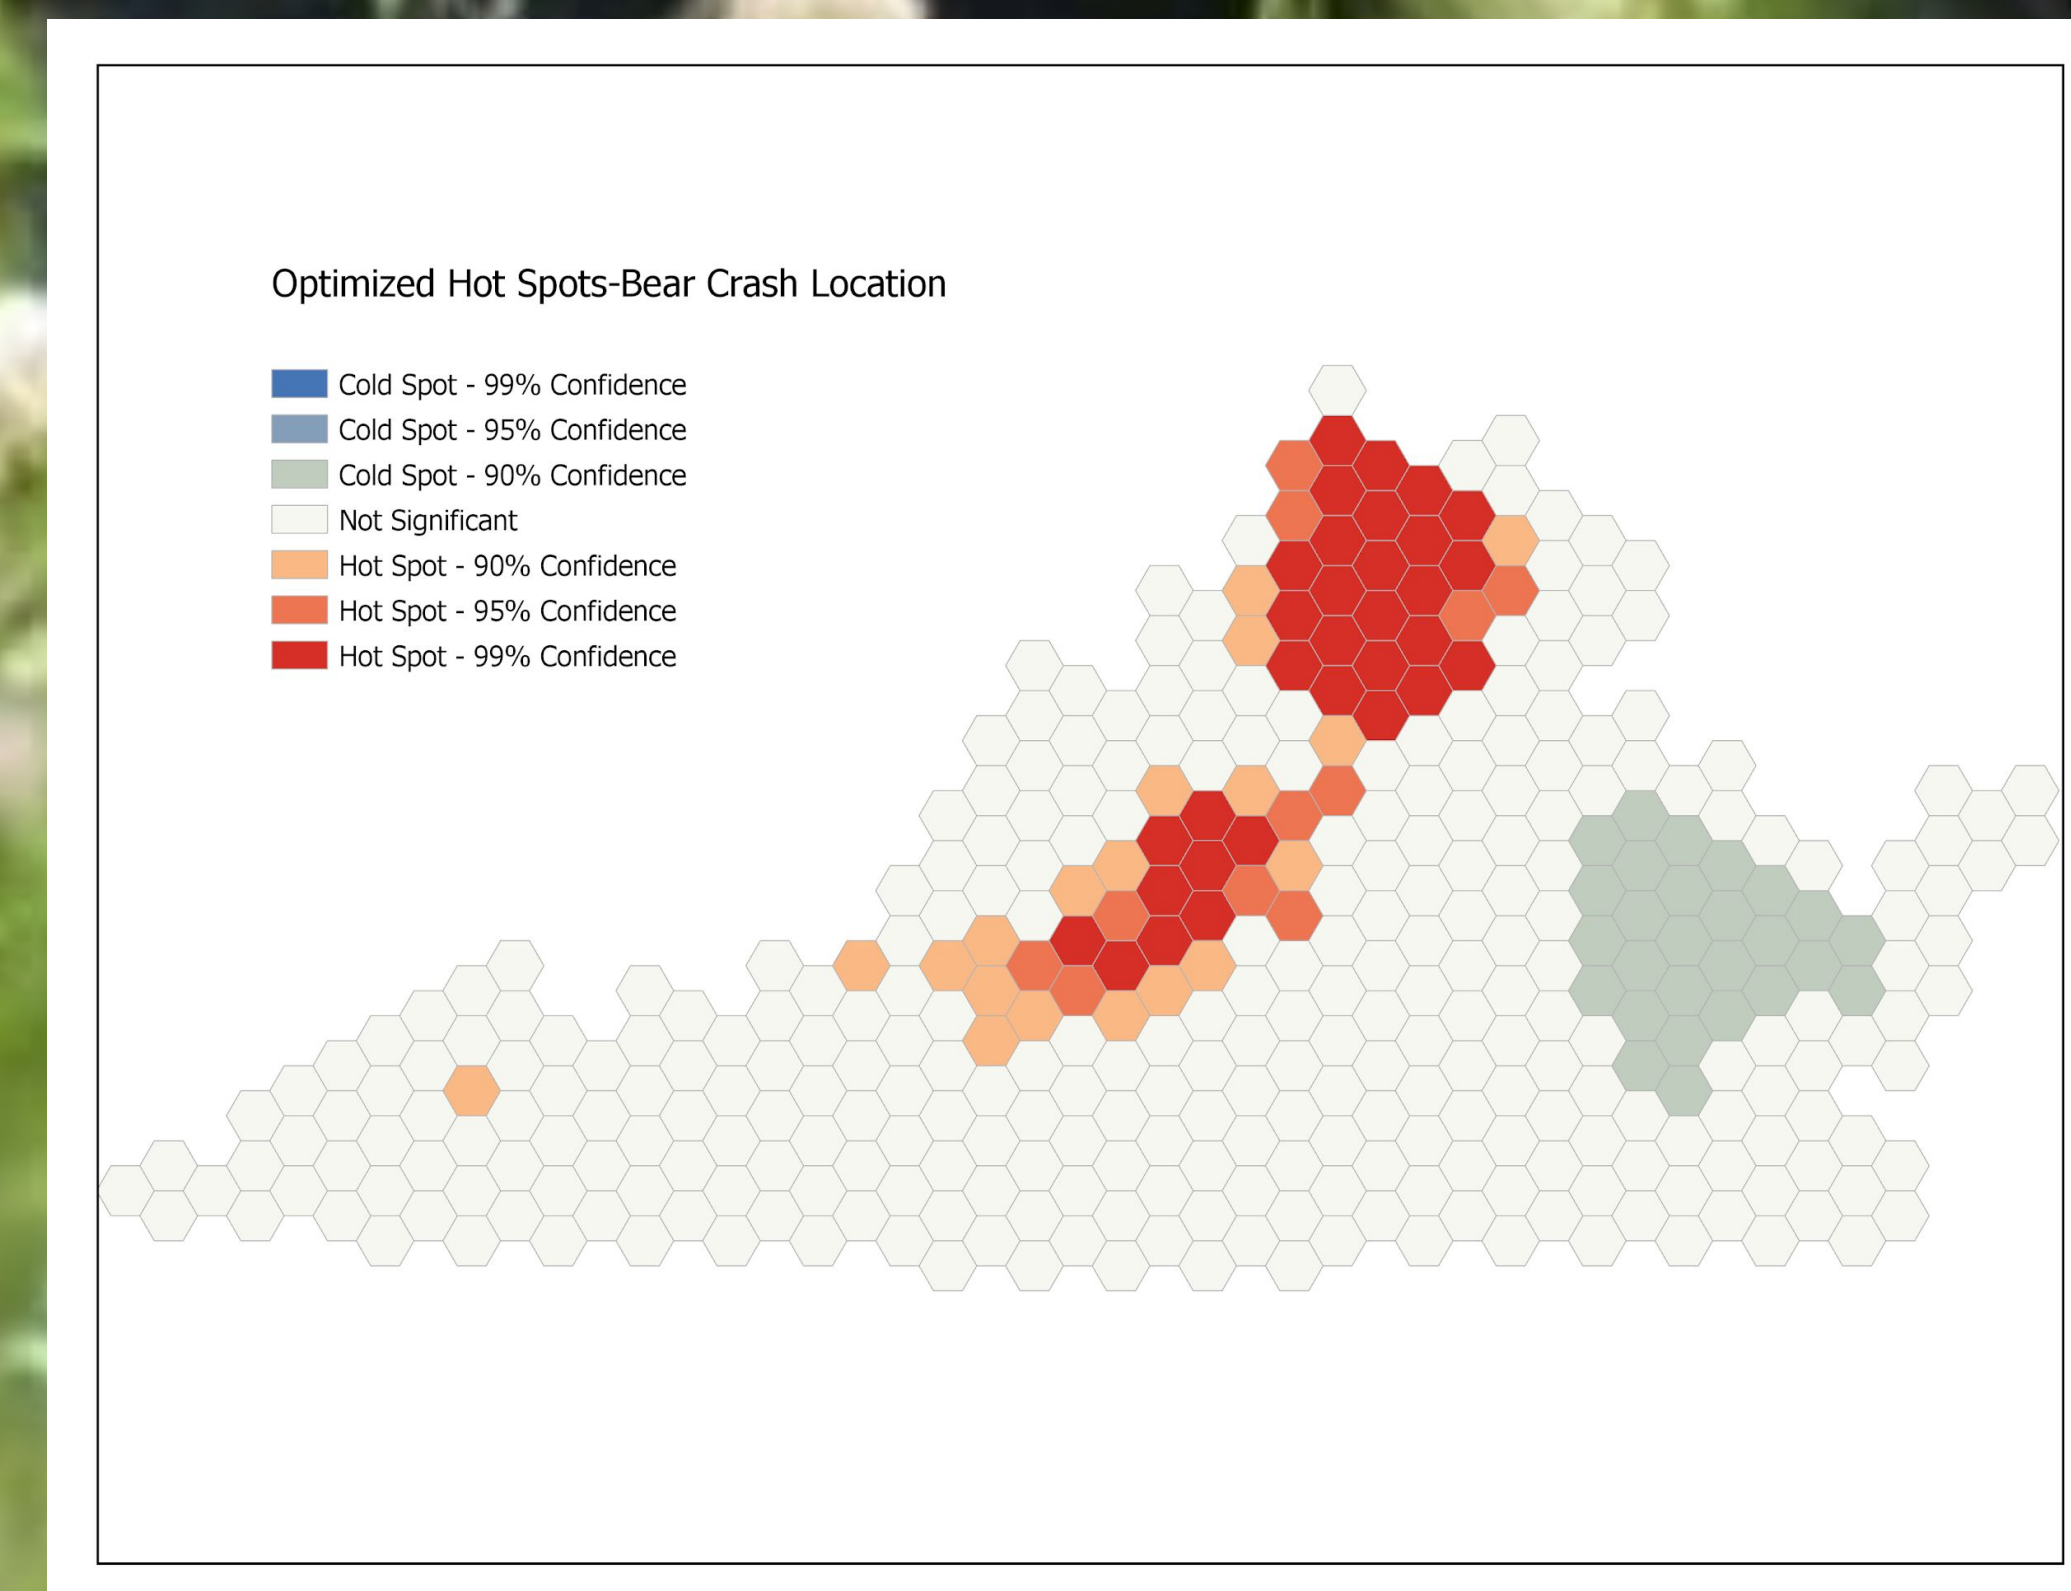 Optimized Hot Spots-Bear Crash Location
Cold Spot - 99% Confidence
Cold Spot - 95% Confidence
Cold Spot - 90% Confidence
Not Significant
Hot Spot - 90% Confidence
Hot Spot - 95% Confidence
Hot Spot - 99% Confidence